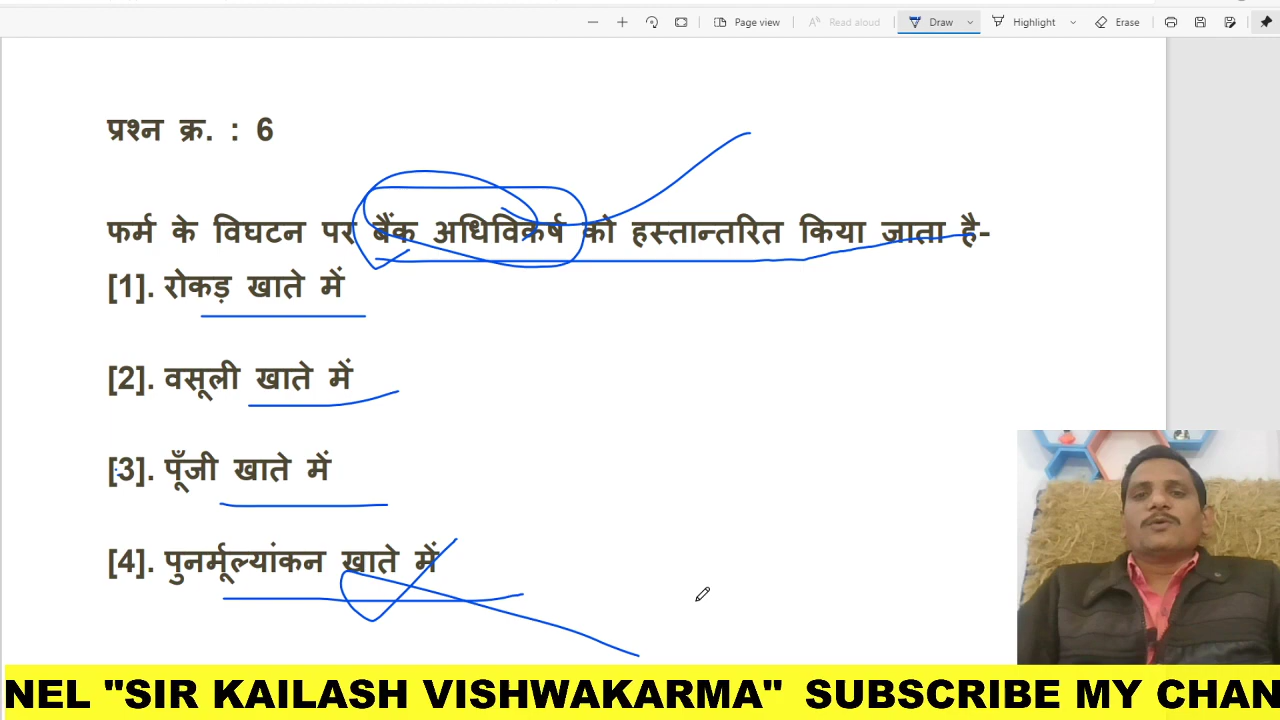 Page view
Read aloud
Draw
Highlight
Erase
प्रश्न क्र. : 6
फर्म के विघटन पर बैंक अधिविकर्ष को हस्तान्तरित किया जाता है-
[1]. रोकड़ खाते में
[2]. वसूली खाते में
[3]. पूँजी खाते में
[4]. पुनर्मूल्यांकन खाते में
NEL "SIR KAILASH VISHWAKARMA" SUBSCRIBE MY CHAN